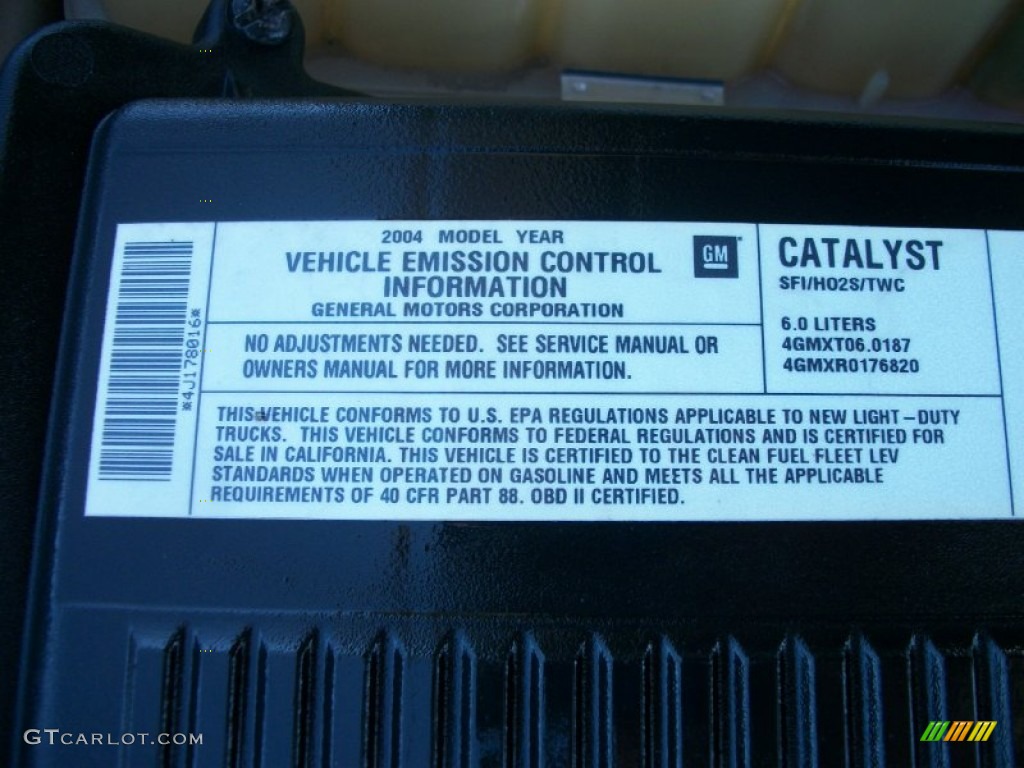 *4J178016*
2004 MODEL YEAR
VEHICLE EMISSION CONTROL
INFORMATION
GENERAL MOTORS CORPORATION
GM
NO ADJUSTMENTS NEEDED. SEE SERVICE MANUAL OR
OWNERS MANUAL FOR MORE INFORMATION.
CATALYST
SFI/HO2S/TWC
6.0 LITERS
4GMXT06.0187
4GMXR0176820
THIS VEHICLE CONFORMS TO U.S. EPA REGULATIONS APPLICABLE TO NEW LIGHT-DUTY
TRUCKS. THIS VEHICLE CONFORMS TO FEDERAL REGULATIONS AND IS CERTIFIED FOR
SALE IN CALIFORNIA. THIS VEHICLE IS CERTIFIED TO THE CLEAN FUEL FLEET LEV
STANDARDS WHEN OPERATED ON GASOLINE AND MEETS ALL THE APPLICABLE
REQUIREMENTS OF 40 CFR PART 88. OBD II CERTIFIED.
GTCARLOT.COM